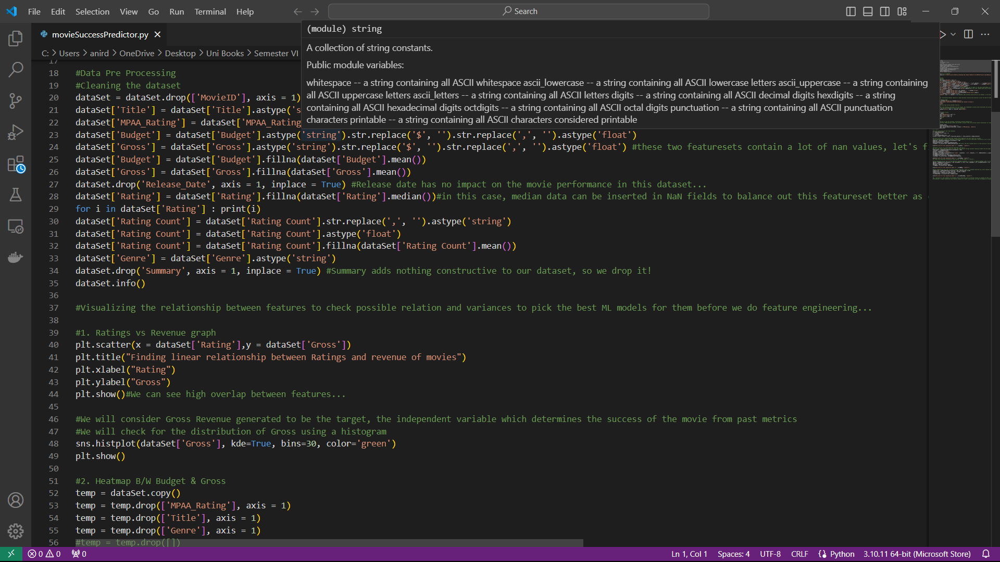 File Edit Selection View Go Run Terminal Help
Search
movieSuccessPredictor.py
C: > Users > anird > OneDrive > Desktop > Uni Books > Semester VI
(module) string
A collection of string constants.
Public module variables:
whitespace -- a string containing all ASCII whitespace ascii_lowercase -- a string containing all ASCII lowercase letters ascii_uppercase -- a string containing
all ASCII uppercase letters ascii_letters -- a string containing all ASCII letters digits -- a string containing all ASCII decimal digits hexdigits -- a string
containing all ASCII hexadecimal digits octdigits -- a string containing all ASCII octal digits punctuation -- a string containing all ASCII punctuation
characters printable -- a string containing all ASCII characters considered printable
17
18 #Data Pre Processing
19 #Cleaning the dataset
20 dataSet = dataSet.drop(['MovieID'], axis = 1)
21 dataSet['Title'] = dataSet['Title'].astype('s
22 dataSet['MPAA_Rating'] = dataSet['MPAA_Rating
23 dataSet['Budget'] = dataSet['Budget'].astype('string').str.replace('$', '').str.replace(',', '').astype('float')
24 dataSet['Gross'] = dataSet['Gross'].astype('string').str.replace('$', '').str.replace(',', '').astype('float') #these two featuresets contain a lot of nan values, let's f
25 dataSet['Budget'] = dataSet['Budget'].fillna(dataSet['Budget'].mean())
26 dataSet['Gross'] = dataSet['Gross'].fillna(dataSet['Gross'].mean())
27 dataSet.drop('Release_Date', axis = 1, inplace = True) #Release date has no impact on the movie performance in this dataset...
28 dataSet['Rating'] = dataSet['Rating'].fillna(dataSet['Rating'].median())#in this case, median data can be inserted in NaN fields to balance out this featureset better as
29 for i in dataSet['Rating'] : print(i)
30 dataSet['Rating Count'] = dataSet['Rating Count'].str.replace(',', '').astype('string')
31 dataSet['Rating Count'] = dataSet['Rating Count'].astype('float')
32 dataSet['Rating Count'] = dataSet['Rating Count'].fillna(dataSet['Rating Count'].mean())
33 dataSet['Genre'] = dataSet['Genre'].astype('string')
34 dataSet.drop('Summary', axis = 1, inplace = True) #Summary adds nothing constructive to our dataset, so we drop it!
35 dataSet.info()
36
37 #Visualizing the relationship between features to check possible relation and variances to pick the best ML models for them before we do feature engineering...
38
39 #1. Ratings vs Revenue graph
40 plt.scatter(x = dataSet['Rating'],y = dataSet['Gross'])
41 plt.title("Finding linear relationship between Ratings and revenue of movies")
42 plt.xlabel("Rating")
43 plt.ylabel("Gross")
44 plt.show()#We can see high overlap between features...
45
46 #We will consider Gross Revenue generated to be the target, the independent variable which determines the success of the movie from past metrics
47 #We will check for the distribution of Gross using a histogram
48 sns.histplot(dataSet['Gross'], kde=True, bins=30, color='green')
49 plt.show()
50
51 #2. Heatmap B/W Budget & Gross
52 temp = dataSet.copy()
53 temp = temp.drop(['MPAA_Rating'], axis = 1)
54 temp = temp.drop(['Title'], axis = 1)
55 temp = temp.drop(['Genre'], axis = 1)
56 #temp = temp.drop([])
0 0 0 Ln 1, Col 1 Spaces: 4 UTF-8 CRLF Python 3.10.11 64-bit (Microsoft Store)